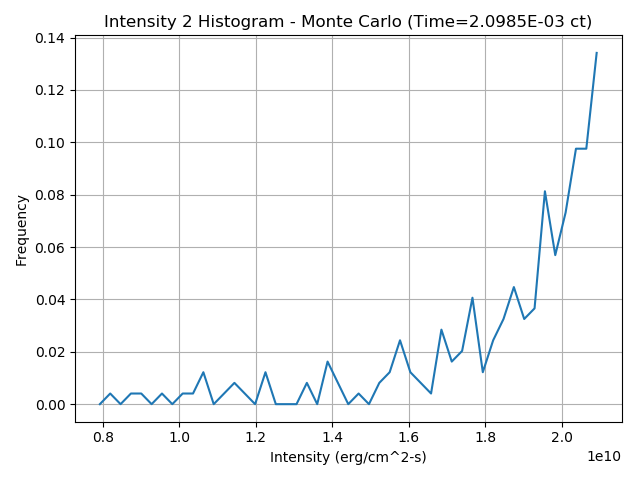 Intensity 2 Histogram - Monte Carlo (Time=2.0985E-03 ct)
Frequency
0.14
0.12
0.10
0.08
0.06
0.04
0.02
0.00
0.8 1.0 1.2 1.4 1.6 1.8 2.0
1e10
Intensity (erg/cm^2-s)